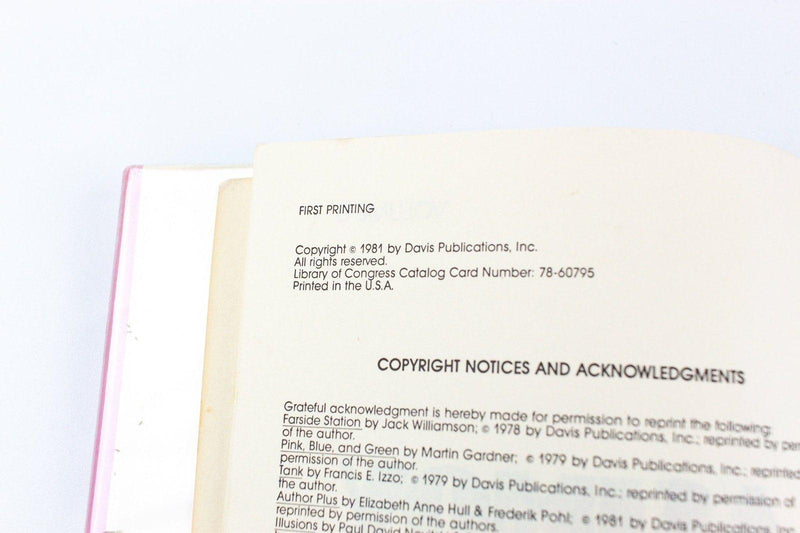 FIRST PRINTING
Copyright © 1981 by Davis Publications, Inc.
All rights reserved.
Library of Congress Catalog Card Number: 78-60795
Printed in the U.S.A.
COPYRIGHT NOTICES AND ACKNOWLEDGMENTS
Grateful acknowledgment is hereby made for permission to reprint the following:
Farside Station by Jack Williamson; © 1978 by Davis Publications, Inc.; reprinted by
of the author.
Pink, Blue, and Green by Martin Gardner; © 1979 by Davis Publications, Inc.; reprinted
permission of the author.
Tank by Francis E. Izzo; © 1979 by Davis Publications, Inc.; reprinted by permission of
the author.
Author Plus by Elizabeth Anne Hull & Frederik Pohl; © 1981 by Davis Publications
reprinted by permission of the authors.
Illusions by Paul David